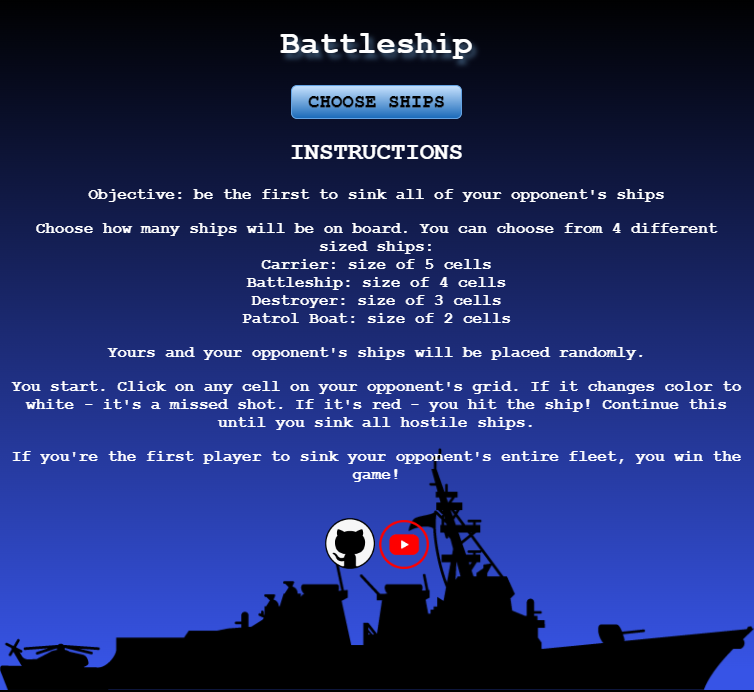 Battleship
CHOOSE SHIPS
INSTRUCTIONS
Objective: be the first to sink all of your opponent's ships
Choose how many ships will be on board. You can choose from 4 different
sized ships:
Carrier: size of 5 cells
Battleship: size of 4 cells
Destroyer: size of 3 cells
Patrol Boat: size of 2 cells
Yours and your opponent's ships will be placed randomly.
You start. Click on any cell on your opponent's grid. If it changes color to
white - it's a missed shot. If it's red - you hit the ship! Continue this
until you sink all hostile ships.
If you're the first player to sink your opponent's entire fleet, you win the
game!